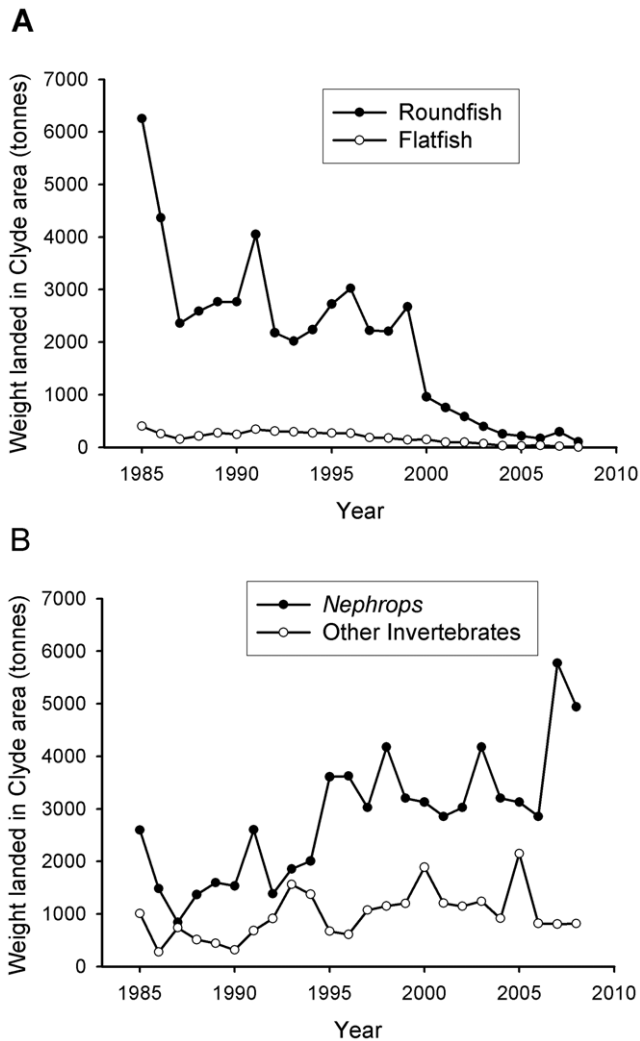 A
Weight landed in Clyde area (tonnes)
7000
6000
5000
4000
3000
2000
1000
0
Roundfish
Flatfish
1985 1990 1995 2000 2005 2010
Year
B
Weight landed in Clyde area (tonnes)
7000
6000
5000
4000
3000
2000
1000
0
Nephrops
Other Invertebrates
1985 1990 1995 2000 2005 2010
Year